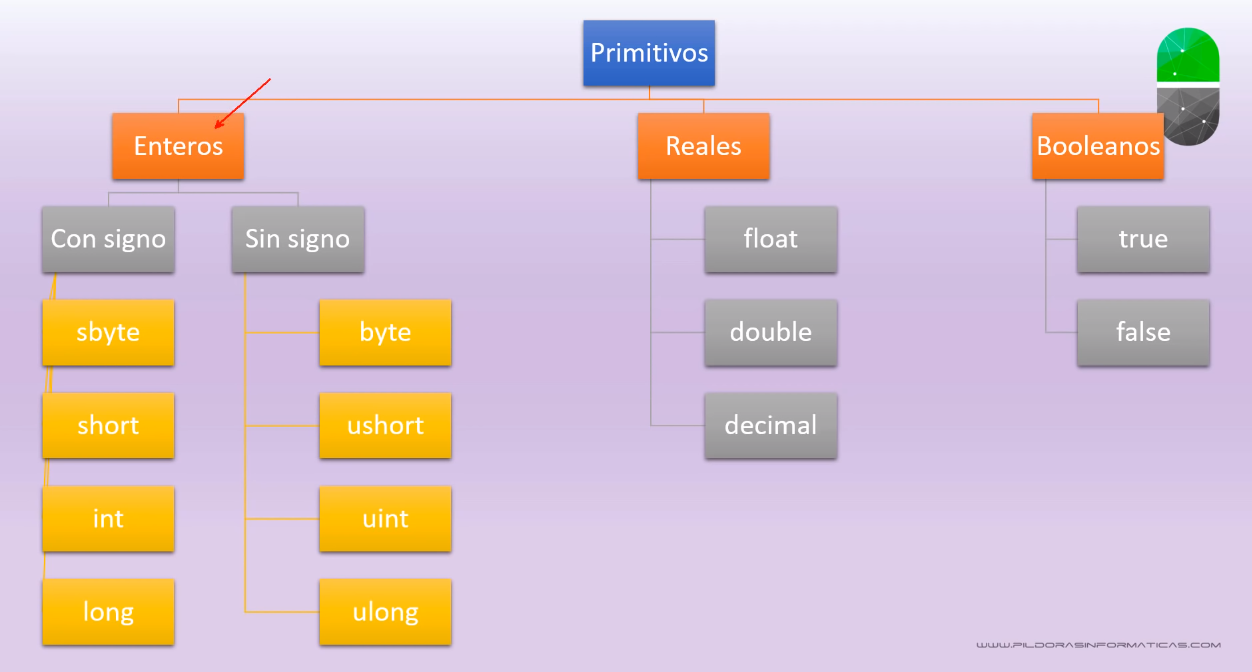 Primitivos
Enteros
Reales
Booleanos
Con signo
Sin signo
float
true
sbyte
byte
double
false
short
ushort
decimal
int
uint
long
ulong
WWW.PILDORASINFORMATICAS.COM